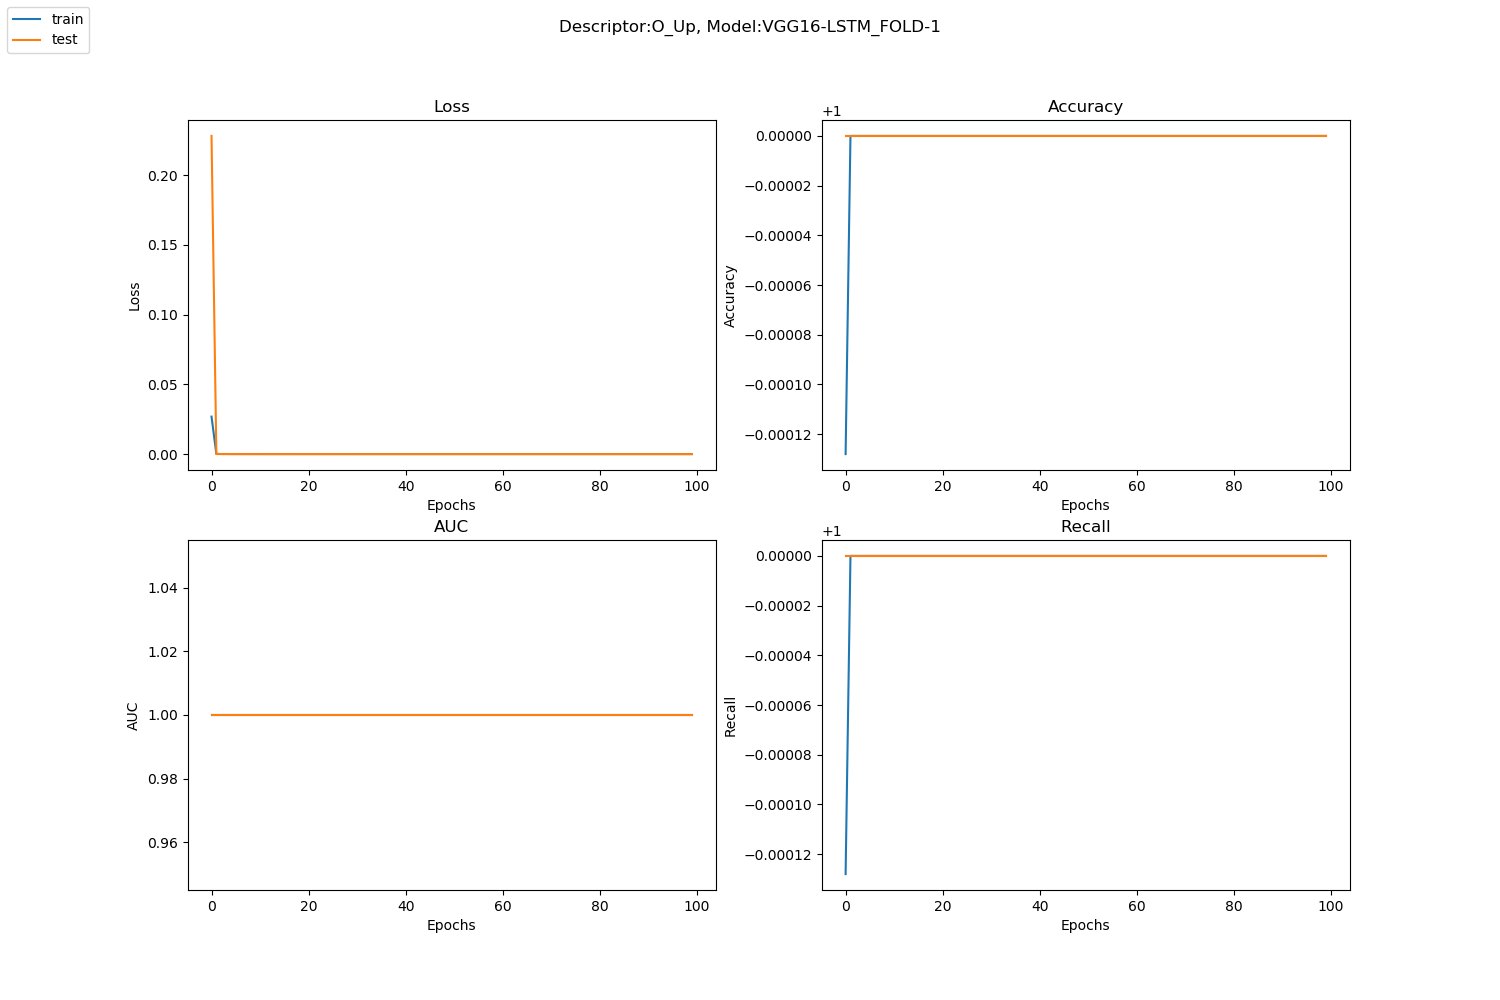 train
test
Descriptor:O_Up, Model:VGG16-LSTM_FOLD-1
Loss
0.20
0.15
0.10
0.05
0.00
Loss
0 20 40 60 80 100
Epochs
Accuracy
+1
0.00000
−0.00002
−0.00004
−0.00006
−0.00008
−0.00010
−0.00012
Accuracy
0 20 40 60 80 100
Epochs
AUC
1.04
1.02
1.00
0.98
0.96
AUC
0 20 40 60 80 100
Epochs
Recall
+1
0.00000
−0.00002
−0.00004
−0.00006
−0.00008
−0.00010
−0.00012
Recall
0 20 40 60 80 100
Epochs